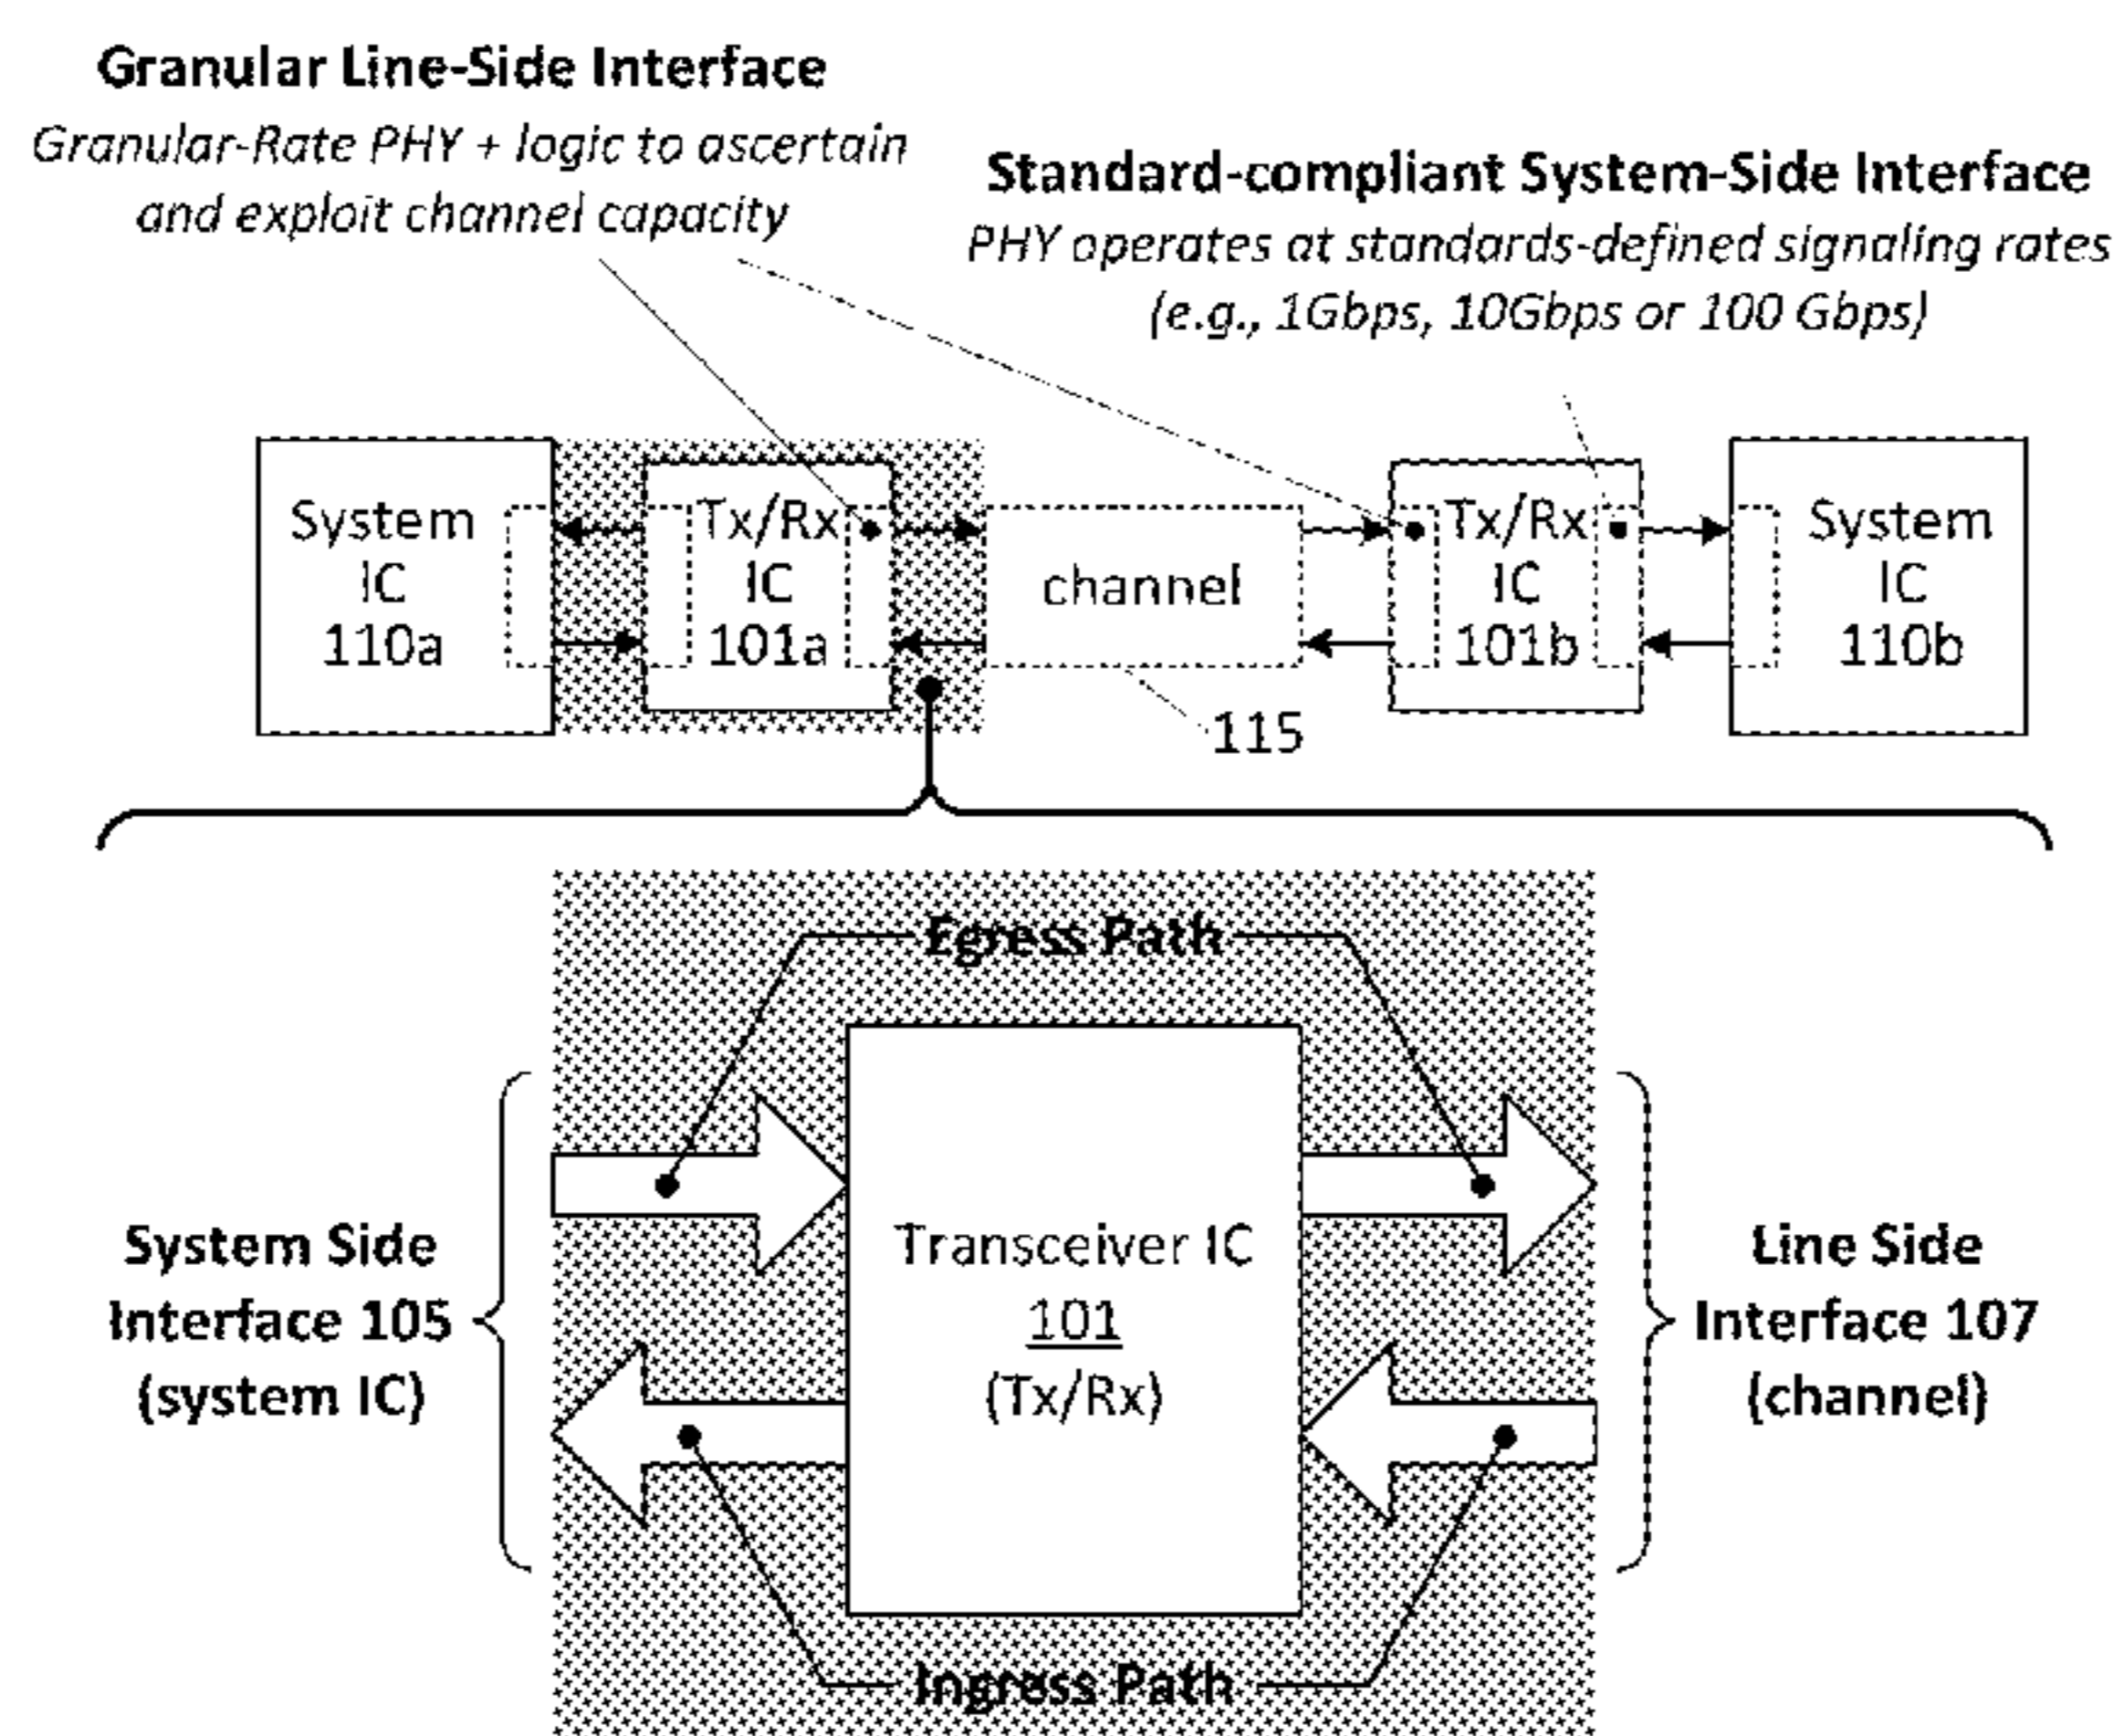 Granular Line-Side Interface
Granular-Rate PHY + logic to ascertain
and exploit channel capacity
Standard-compliant System-Side Interface
PHY operates at standards-defined signaling rates
(e.g., 1Gbps, 10Gbps or 100 Gbps)
System
IC
110a
Tx/Rx
IC
101a
channel
115
Tx/Rx
IC
101b
System
IC
110b
Egress Path
System Side
Interface 105
(system IC)
Transceiver IC
101
(Tx/Rx)
Line Side
Interface 107
(channel)
Ingress Path